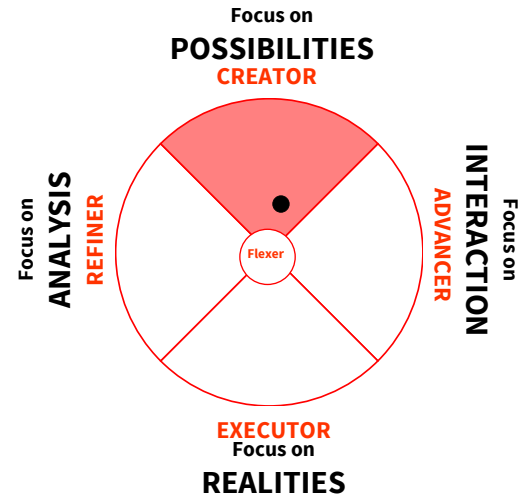 Focus on
POSSIBILITIES
CREATOR
Focus on
ANALYSIS
REFINER
Flexer
ADVANCER
INTERACTION
Focus on
EXECUTOR
Focus on
REALITIES